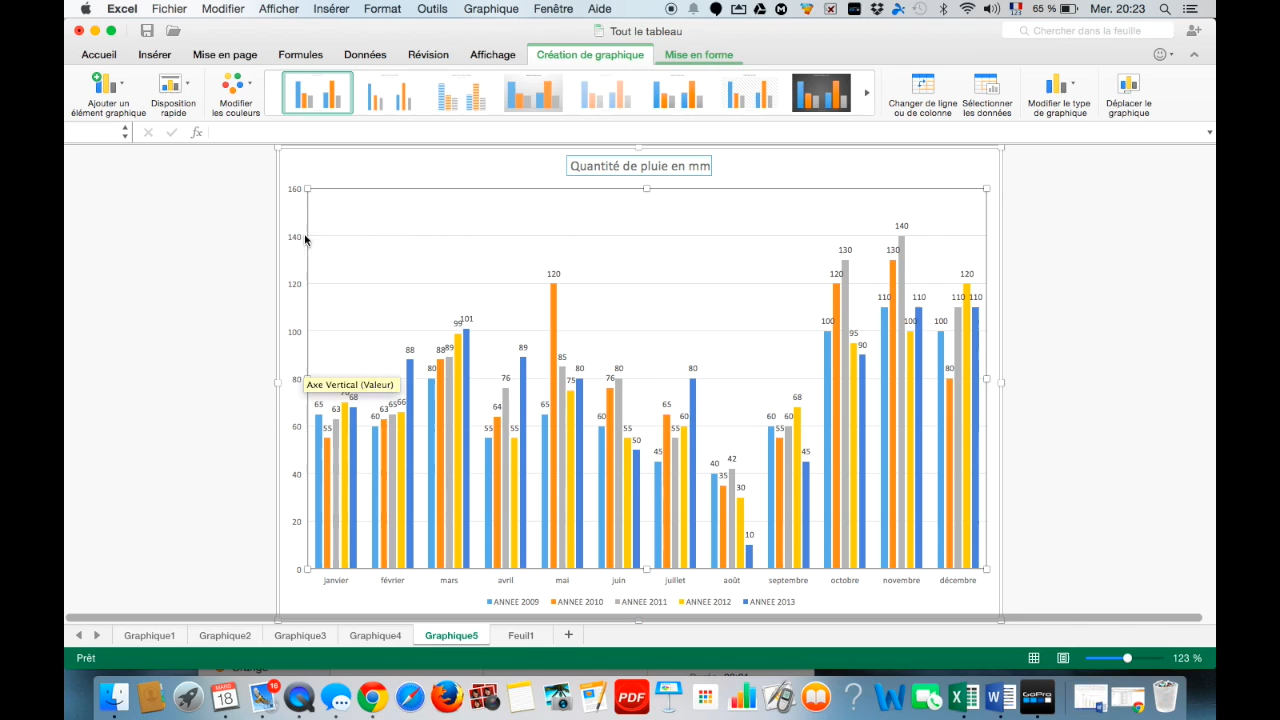 Excel Fichier Modifier Afficher Insérer Format Outils Graphique Fenêtre Aide 65 % Mer. 20:23
Tout le tableau
Chercher dans la feuille
Accueil Insérer Mise en page Formules Données Révision Affichage Création de graphique Mise en forme
Ajouter un élément graphique
Disposition rapide
Modifier les couleurs
Changer de ligne ou de colonne
Sélectionner les données
Modifier le type de graphique
Déplacer le graphique
fx
Quantité de pluie en mm
160
140
120
100
80
60
40
20
0
Axe Vertical (Valeur)
65 55 63 70 68
60 63 65 66 88
80 88 89 99 101
55 64 76 55 89
65 120 85 75 80
60 76 80 55 50
45 65 55 60 80
40 35 42 30 10
60 55 60 68 45
100 120 130 95 90
110 130 140 100 110
100 80 110 120 110
janvier février mars avril mai juin juillet août septembre octobre novembre décembre
ANNEE 2009 ANNEE 2010 ANNEE 2011 ANNEE 2012 ANNEE 2013
Graphique1 Graphique2 Graphique3 Graphique4 Graphique5 Feuil1 +
Prêt 123 %
MARS
18
16
PDF
GoPro